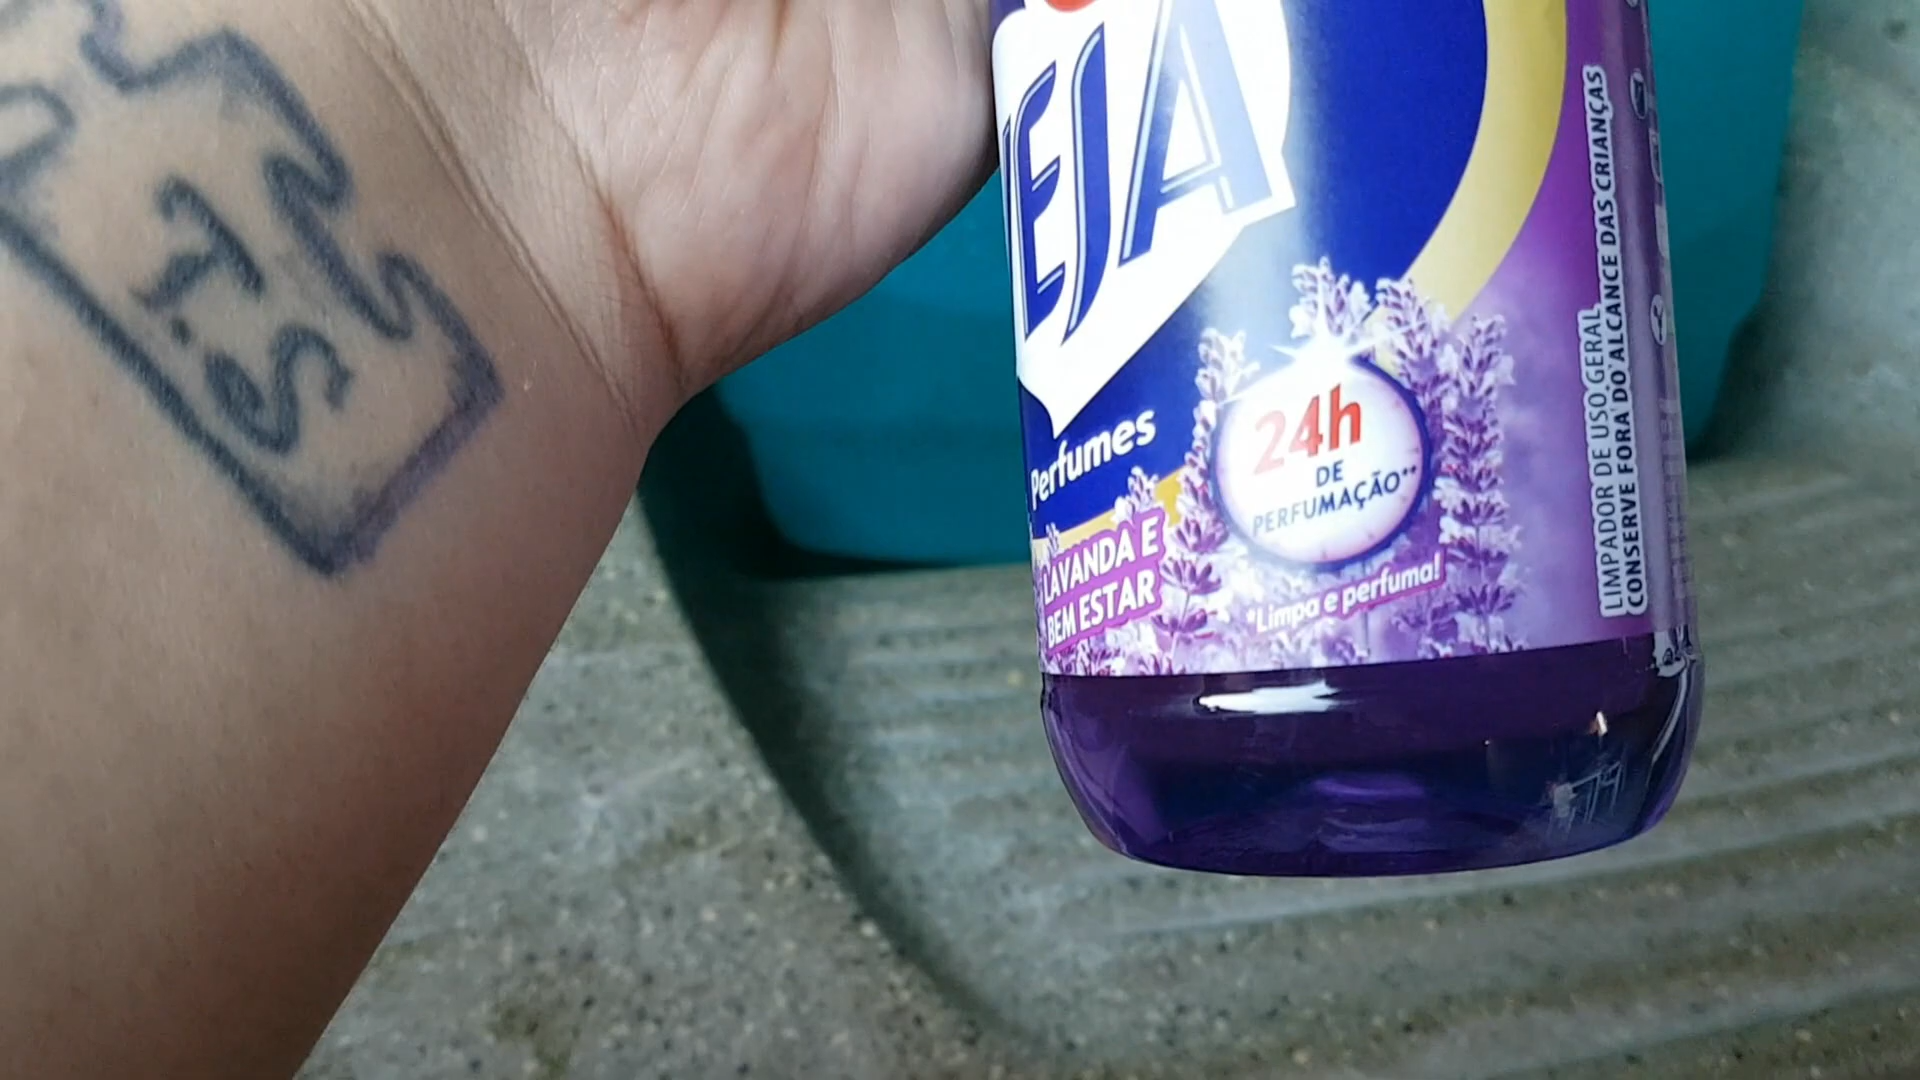 T.S
EJA
Perfumes
LAVANDA E
BEM ESTAR
24h
DE
PERFUMAÇÃO**
*Limpa e perfuma!
LIMPADOR DE USO GERAL
CONSERVE FORA DO ALCANCE DAS CRIANÇAS